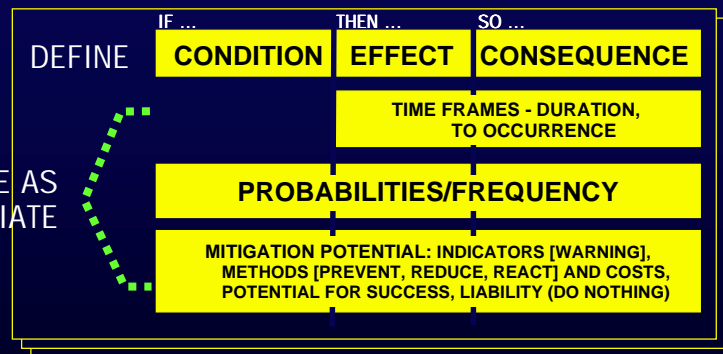 IF ... THEN ... SO ...
DEFINE CONDITION EFFECT CONSEQUENCE
TIME FRAMES - DURATION,
TO OCCURRENCE
E AS
IATE
PROBABILITIES/FREQUENCY
MITIGATION POTENTIAL: INDICATORS [WARNING],
METHODS [PREVENT, REDUCE, REACT] AND COSTS,
POTENTIAL FOR SUCCESS, LIABILITY (DO NOTHING)